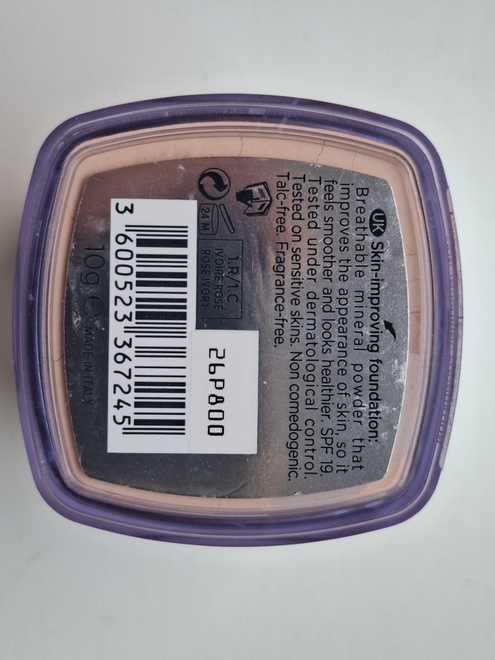 UK Skin-improving foundation:
Breathable mineral powder that
improves the appearance of skin, so it
feels smoother and looks healthier. SPF 19.
Tested under dermatological control.
Tested on sensitive skins. Non comedogenic.
Talc-free. Fragrance-free.
24 M
1.R/1.C
IVOIRE ROSÉ
ROSE IVORY
26P800
3 600523 367245
10g e MADE IN ITALY